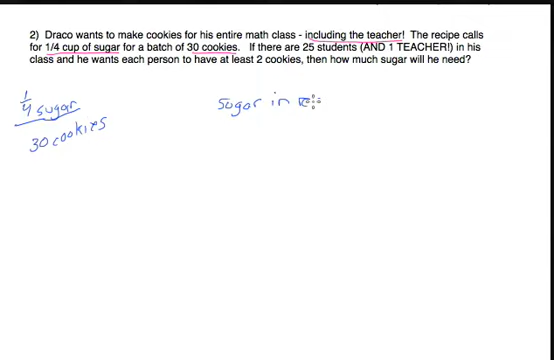 2) Draco wants to make cookies for his entire math class - including the teacher! The recipe calls
for 1/4 cup of sugar for a batch of 30 cookies. If there are 25 students (AND 1 TEACHER!) in his
class and he wants each person to have at least 2 cookies, then how much sugar will he need?
1/4 sugar
30 cookies
sugar in